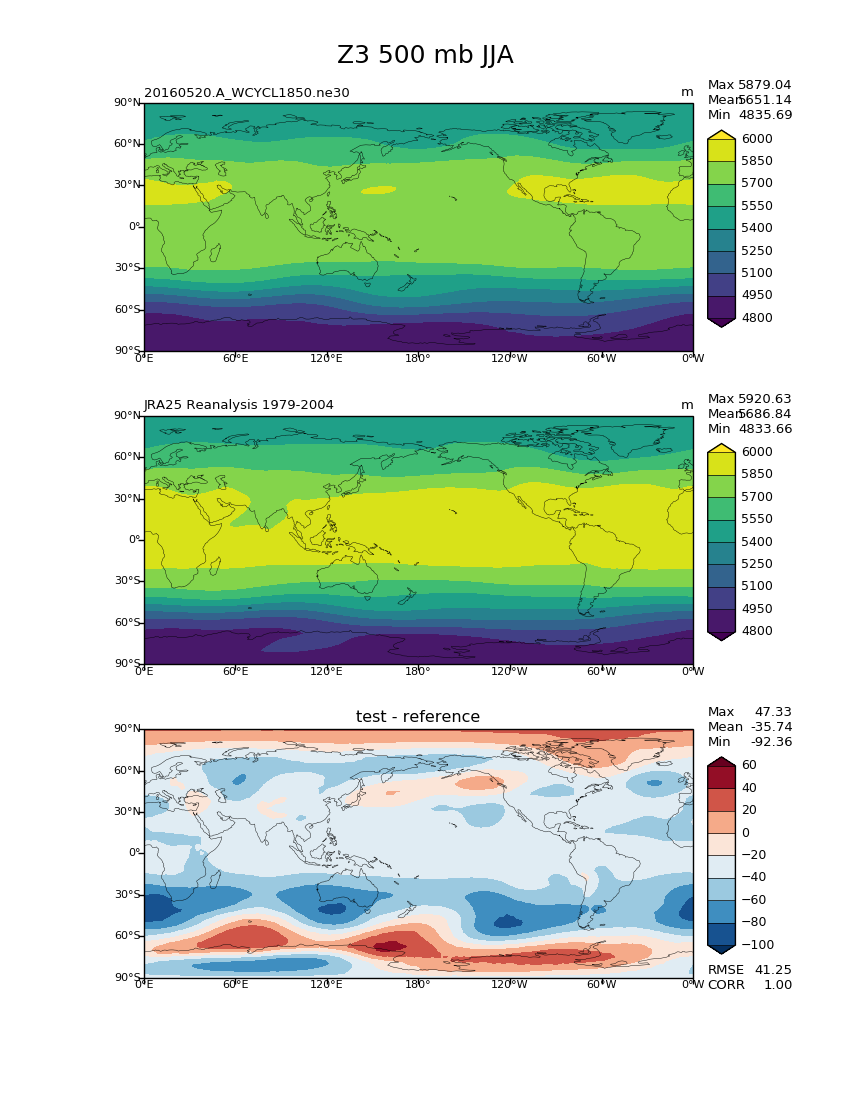 Z3 500 mb JJA
20160520.A_WCYCL1850.ne30
m
Max 5879.04
Mean 5651.14
Min 4835.69
90°N
60°N
30°N
0°
30°S
60°S
90°S
0°E 60°E 120°E 180° 120°W 60°W 0°W
6000
5850
5700
5550
5400
5250
5100
4950
4800
JRA25 Reanalysis 1979-2004
m
Max 5920.63
Mean 5686.84
Min 4833.66
90°N
60°N
30°N
0°
30°S
60°S
90°S
0°E 60°E 120°E 180° 120°W 60°W 0°W
6000
5850
5700
5550
5400
5250
5100
4950
4800
test - reference
Max 47.33
Mean -35.74
Min -92.36
90°N
60°N
30°N
0°
30°S
60°S
90°S
0°E 60°E 120°E 180° 120°W 60°W 0°W
60
40
20
0
−20
−40
−60
−80
−100
RMSE 41.25
CORR 1.00